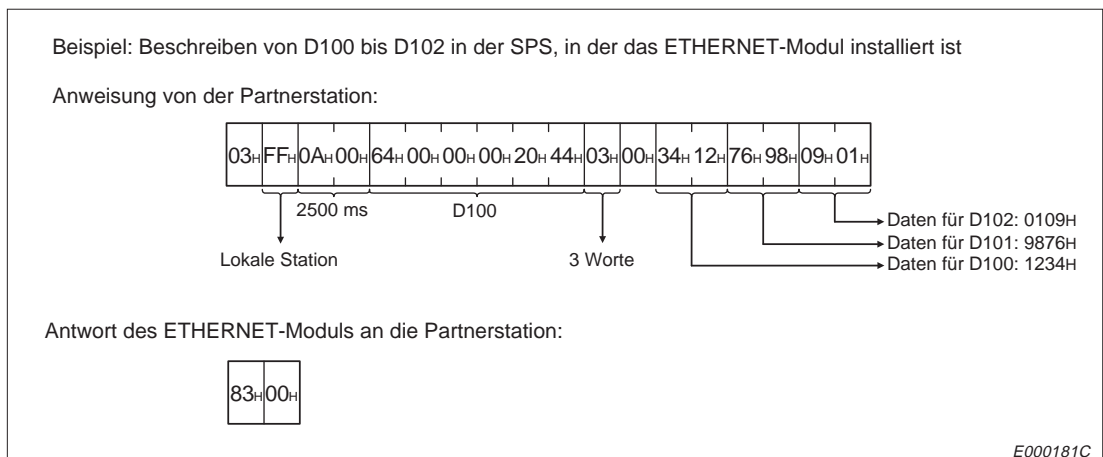 Beispiel: Beschreiben von D100 bis D102 in der SPS, in der das ETHERNET-Modul installiert ist
Anweisung von der Partnerstation:
03H FFH 0AH 00H 64H 00H 00H 00H 20H 44H 03H 00H 34H 12H 76H 98H 09H 01H
2500 ms D100
Daten für D102: 0109H
Daten für D101: 9876H
Lokale Station 3 Worte Daten für D100: 1234H
Antwort des ETHERNET-Moduls an die Partnerstation:
83H 00H
E000181C